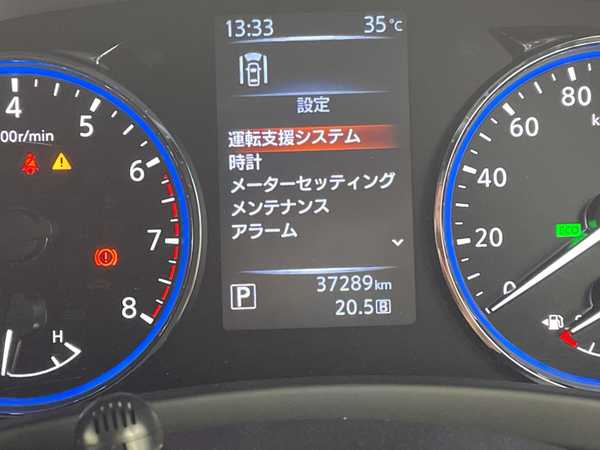 13:33 35℃
設定
運転支援システム
時計
メーターセッティング
メンテナンス
アラーム
P 37289km
20.5 B
4
00r/min
5
6
7
8
H
80
60
40
20
0
k
ECO